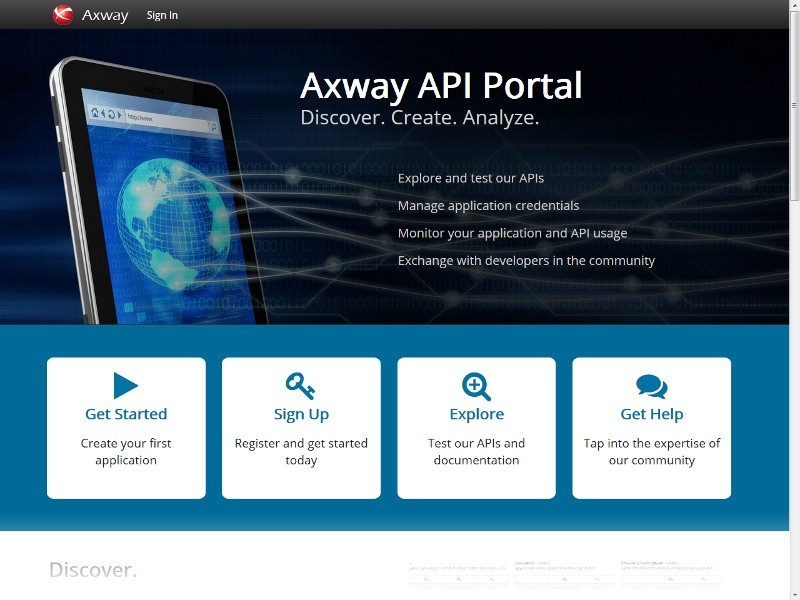 Axway Sign In
Axway API Portal
Discover. Create. Analyze.
http://www.
Explore and test our APIs
Manage application credentials
Monitor your application and API usage
Exchange with developers in the community
Get Started
Create your first
application
Sign Up
Register and get started
today
Explore
Test our APIs and
documentation
Get Help
Tap into the expertise of
our community
Discover.